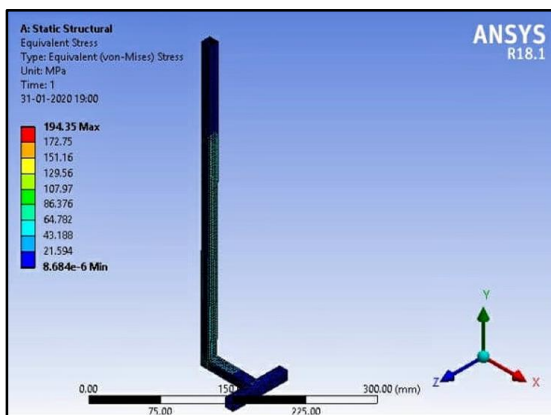 A: Static Structural
Equivalent Stress
Type: Equivalent (von-Mises) Stress
Unit: MPa
Time: 1
31-01-2020 19:00
194.35 Max
172.75
151.16
129.56
107.97
86.376
64.782
43.188
21.594
8.684e-6 Min
ANSYS
R18.1
Y
Z
X
0.00
300.00 (mm)
75.00
225.00